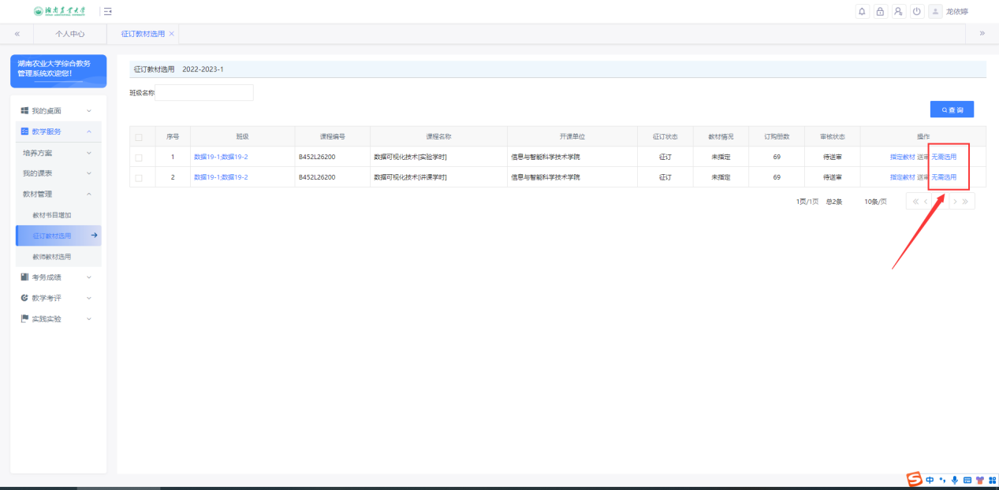 湖南农业大学
龙依婷
个人中心
征订教材选用
湖南农业大学综合教务
管理系统欢迎您!
我的桌面
教学服务
培养方案
我的课表
教材管理
教材书目增加
征订教材选用
教师教材选用
考务成绩
教学考评
实践实验
征订教材选用 2022-2023-1
班级名称
查 询
序号 班级 课程编号 课程名称 开课单位 征订状态 教材情况 订购册数 审核状态 操作
1 数据19-1;数据19-2 B452L26200 数据可视化技术[实验学时] 信息与智能科学技术学院 征订 未指定 69 待送审 指定教材 送审 无需选用
2 数据19-1;数据19-2 B452L26200 数据可视化技术[讲课学时] 信息与智能科学技术学院 征订 未指定 69 待送审 指定教材 送审 无需选用
1页/1页 总2条 10条/页
中